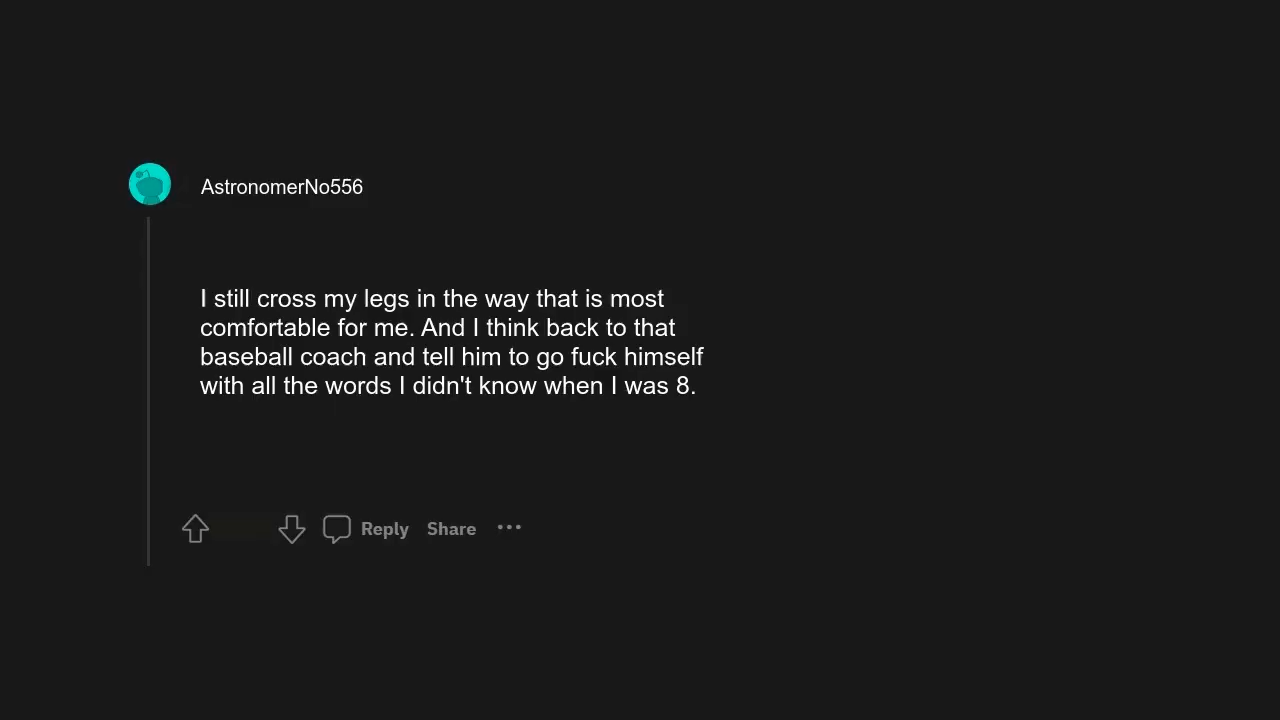 AstronomerNo556
I still cross my legs in the way that is most
comfortable for me. And I think back to that
baseball coach and tell him to go fuck himself
with all the words I didn't know when I was 8.
Reply Share